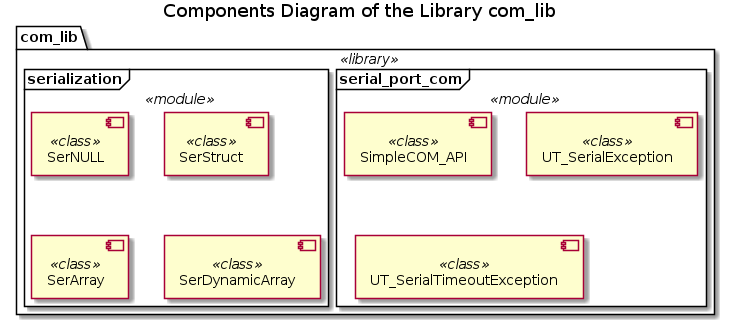 Components Diagram of the Library com_lib
com_lib
«library»
serialization
«module»
«class»
SerNULL
«class»
SerStruct
«class»
SerArray
«class»
SerDynamicArray
serial_port_com
«module»
«class»
SimpleCOM_API
«class»
UT_SerialException
«class»
UT_SerialTimeoutException